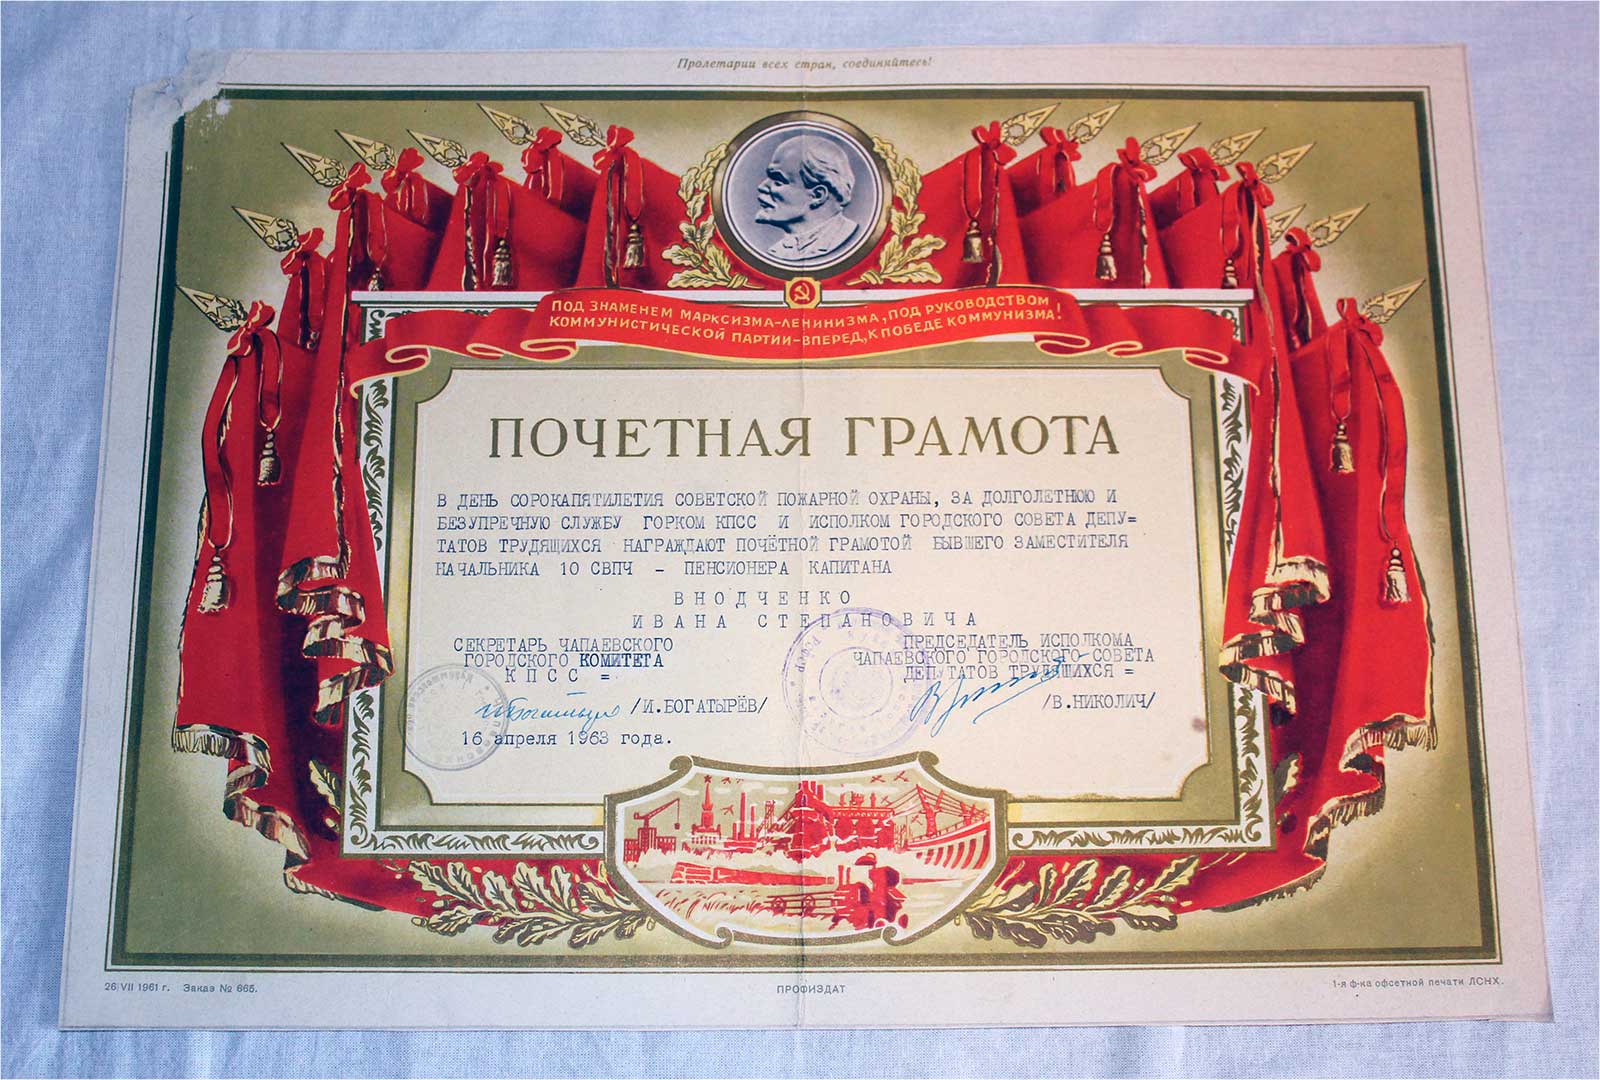 Пролетарии всех стран, соединяйтесь!
ПОД ЗНАМЕНЕМ МАРКСИЗМА-ЛЕНИНИЗМА, ПОД РУКОВОДСТВОМ
КОММУНИСТИЧЕСКОЙ ПАРТИИ-ВПЕРЕД, К ПОБЕДЕ КОММУНИЗМА!
ПОЧЕТНАЯ ГРАМОТА
В ДЕНЬ СОРОКАПЯТИЛЕТИЯ СОВЕТСКОЙ ПОЖАРНОЙ ОХРАНЫ, ЗА ДОЛГОЛЕТНЮЮ И
БЕЗУПРЕЧНУЮ СЛУЖБУ ГОРКОМ КПСС И ИСПОЛКОМ ГОРОДСКОГО СОВЕТА ДЕПУ=
ТАТОВ ТРУДЯЩИХСЯ НАГРАЖДАЮТ ПОЧЁТНОЙ ГРАМОТОЙ БЫВШЕГО ЗАМЕСТИТЕЛЯ
НАЧАЛЬНИКА 10 СВПЧ - ПЕНСИОНЕРА КАПИТАНА
ВНОДЧЕНКО
ИВАНА СТЕПАНОВИЧА
СЕКРЕТАРЬ ЧАПАЕВСКОГО
ГОРОДСКОГО КОМИТЕТА
КПСС =
/И.БОГАТЫРЁВ/
16 апреля 1963 года.
ПРЕДСЕДАТЕЛЬ ИСПОЛКОМА
ЧАПАЕВСКОГО ГОРОДСКОГО СОВЕТА
ДЕПУТАТОВ ТРУДЯЩИХСЯ =
/В.НИКОЛИЧ/
26/VII 1961 г. Заказ № 665.
ПРОФИЗДАТ
1-я ф-ка офсетной печати ЛСНХ.